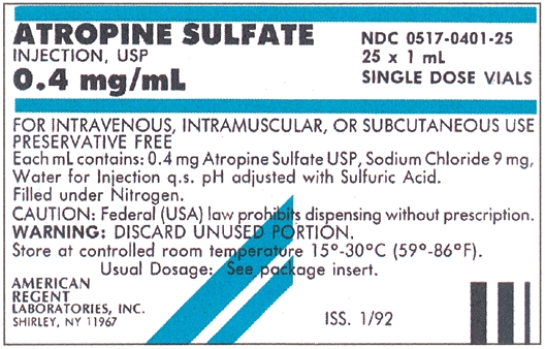 ATROPINE SULFATE
INJECTION, USP
0.4 mg/mL
NDC 0517-0401-25
25 x 1 mL
SINGLE DOSE VIALS
FOR INTRAVENOUS, INTRAMUSCULAR, OR SUBCUTANEOUS USE
PRESERVATIVE FREE
Each mL contains: 0.4 mg Atropine Sulfate USP, Sodium Chloride 9 mg,
Water for Injection q.s. pH adjusted with Sulfuric Acid.
Filled under Nitrogen.
CAUTION: Federal (USA) law prohibits dispensing without prescription.
WARNING: DISCARD UNUSED PORTION.
Store at controlled room temperature 15°-30°C (59°-86°F).
Usual Dosage: See package insert.
AMERICAN
REGENT
LABORATORIES, INC.
SHIRLEY, NY 11967
ISS. 1/92